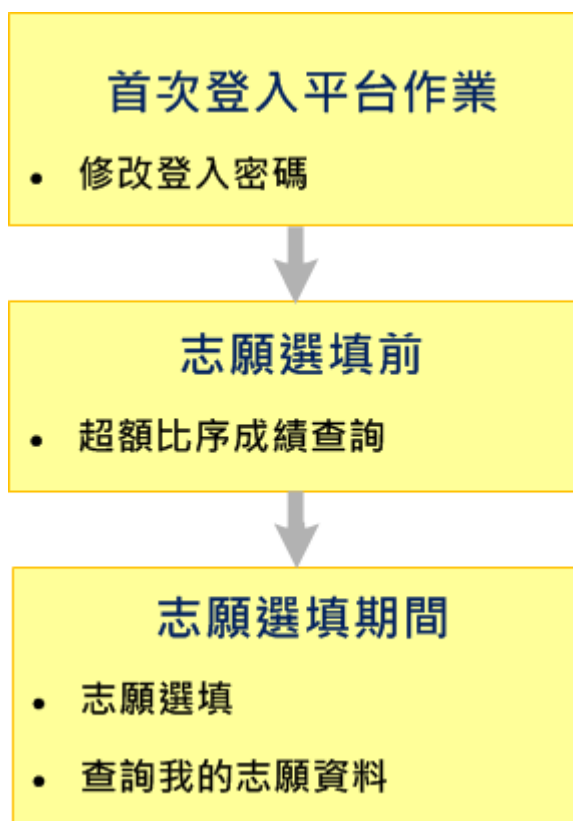 首次登入平台作業
• 修改登入密碼
志願選填前
• 超額比序成績查詢
志願選填期間
• 志願選填
• 查詢我的志願資料